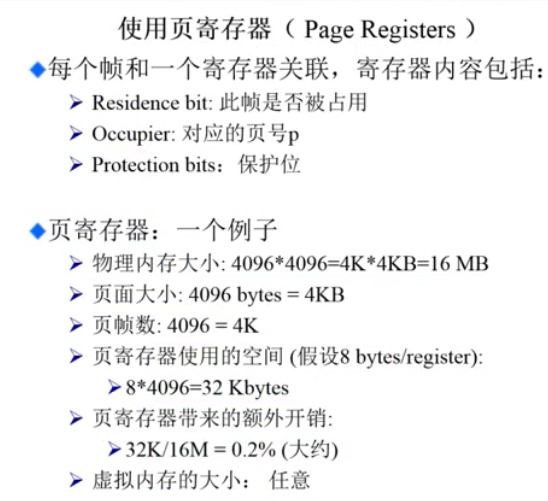 使用页寄存器（ Page Registers ）
◆每个帧和一个寄存器关联，寄存器内容包括：
➢ Residence bit: 此帧是否被占用
➢ Occupier: 对应的页号p
➢ Protection bits：保护位
◆页寄存器：一个例子
➢ 物理内存大小: 4096*4096=4K*4KB=16 MB
➢ 页面大小: 4096 bytes = 4KB
➢ 页帧数: 4096 = 4K
➢ 页寄存器使用的空间 (假设8 bytes/register):
➢8*4096=32 Kbytes
➢ 页寄存器带来的额外开销:
➢32K/16M = 0.2% (大约)
➢ 虚拟内存的大小： 任意